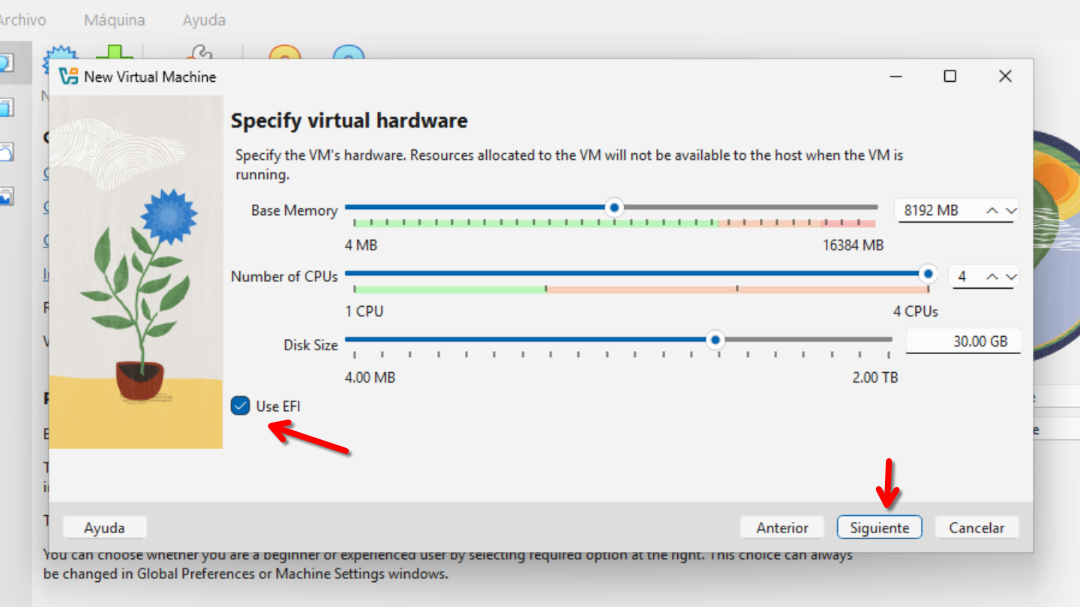 Archivo Máquina Ayuda
New Virtual Machine
Specify virtual hardware
Specify the VM's hardware. Resources allocated to the VM will not be available to the host when the VM is
running.
Base Memory 8192 MB
4 MB 16384 MB
Number of CPUs 4
1 CPU 4 CPUs
Disk Size 30.00 GB
4.00 MB 2.00 TB
Use EFI
Ayuda Anterior Siguiente Cancelar
You can choose whether you are a beginner or experienced user by selecting required option at the right. This choice can always
be changed in Global Preferences or Machine Settings windows.